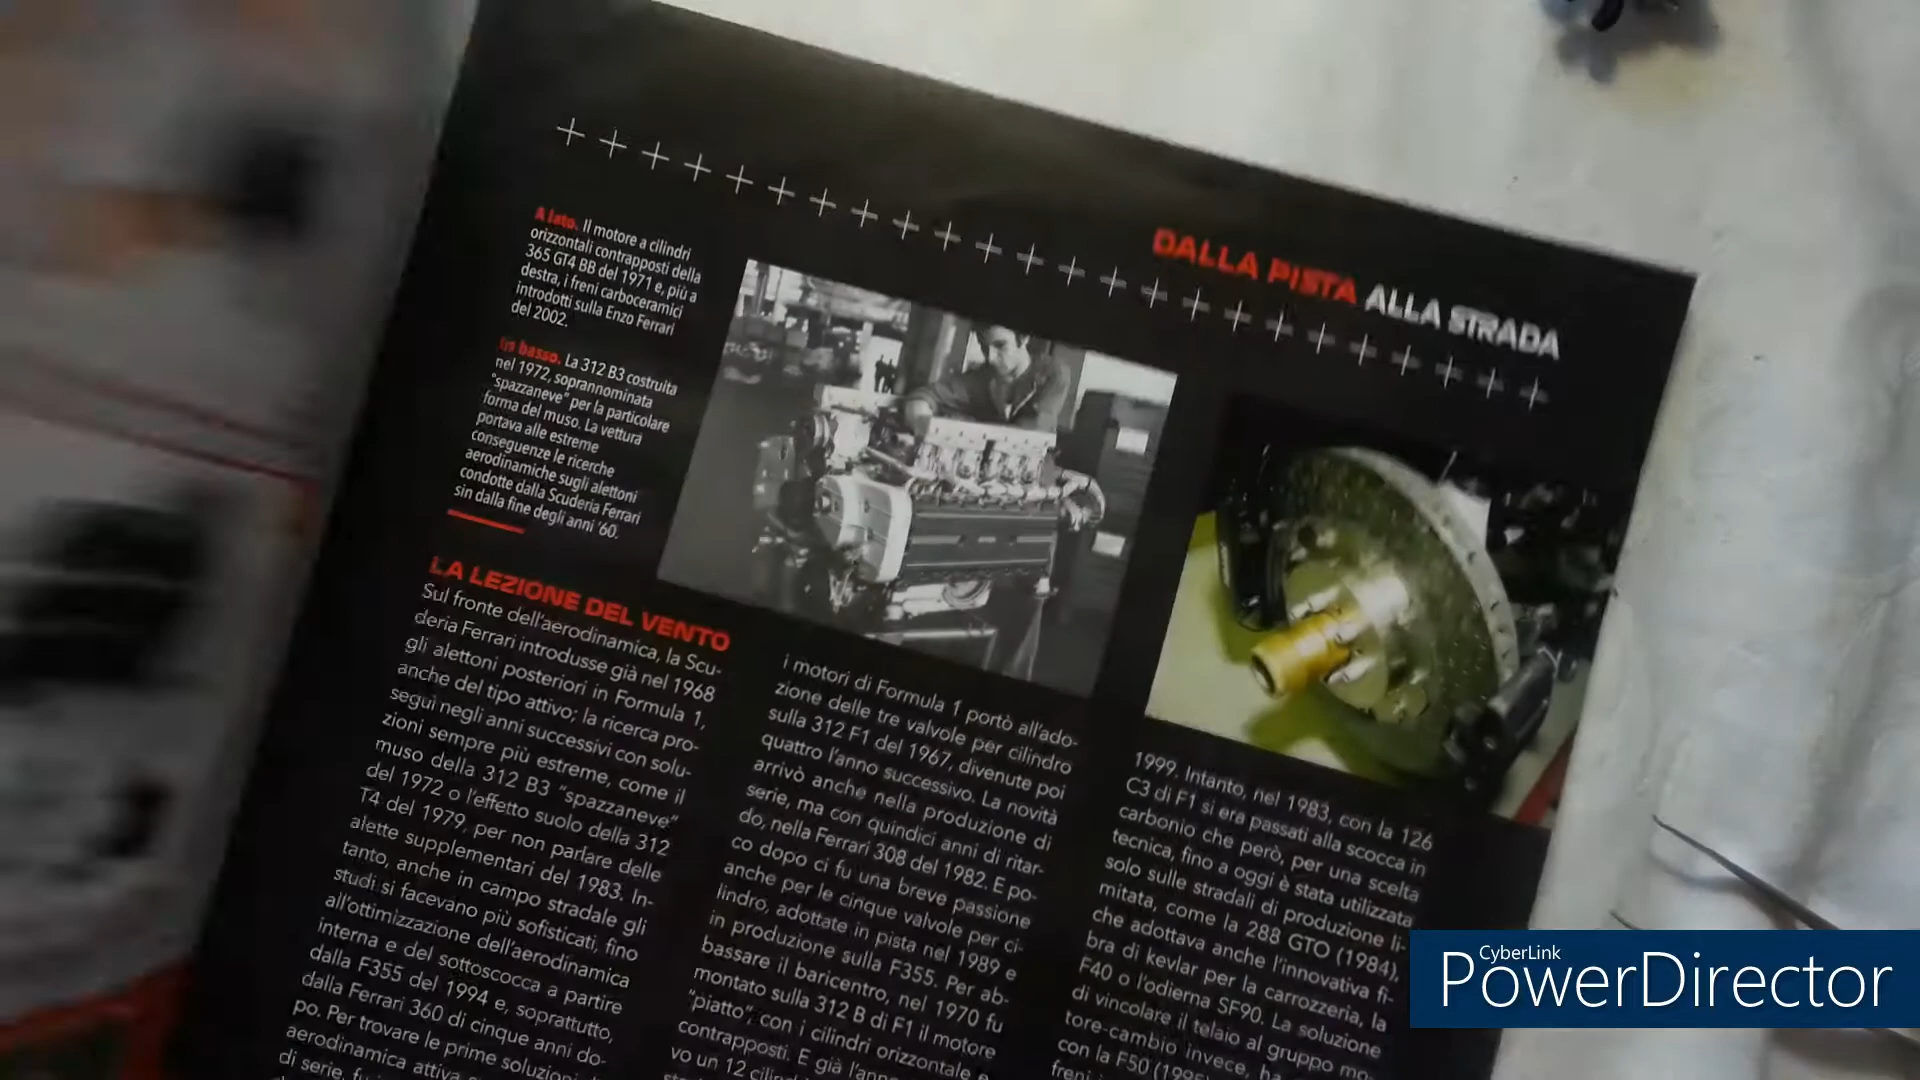 DALLA PISTA ALLA STRADA
A lato. Il motore a cilindri
orizzontali contrapposti della
365 GT4 BB del 1971 e, più a
destra, i freni carboceramici
introdotti sulla Enzo Ferrari
del 2002.
In basso. La 312 B3 costruita
nel 1972, soprannominata
"spazzaneve" per la particolare
forma del muso. La vettura
portava alle estreme
conseguenze le ricerche
aerodinamiche sugli alettoni
condotte dalla Scuderia Ferrari
sin dalla fine degli anni '60.
LA LEZIONE DEL VENTO
Sul fronte dell'aerodinamica, la Scu-
deria Ferrari introdusse già nel 1968
gli alettoni posteriori in Formula 1,
anche del tipo attivo; la ricerca pro-
seguì negli anni successivi con solu-
zioni sempre più estreme, come il
muso della 312 B3 "spazzaneve"
del 1972 o l'effetto suolo della 312
T4 del 1979, per non parlare delle
alette supplementari del 1983. In-
tanto, anche in campo stradale gli
studi si facevano più sofisticati, fino
all'ottimizzazione dell'aerodinamica
interna e del sottoscocca a partire
dalla F355 del 1994 e, soprattutto,
dalla Ferrari 360 di cinque anni do-
po. Per trovare le prime soluzioni
aerodinamica attiva
di serie,
i motori di Formula 1 portò all'ado-
zione delle tre valvole per cilindro
sulla 312 F1 del 1967, divenute poi
quattro l'anno successivo. La novità
arrivò anche nella produzione di
serie, ma con quindici anni di ritar-
do, nella Ferrari 308 del 1982. E po-
co dopo ci fu una breve passione
anche per le cinque valvole per ci-
lindro, adottate in pista nel 1989 e
in produzione sulla F355. Per ab-
bassare il baricentro, nel 1970 fu
montato sulla 312 B di F1 il motore
"piatto", con i cilindri orizzontali e
contrapposti. E già
vo un 12
1999. Intanto, nel 1983, con la 126
C3 di F1 si era passati alla scocca in
carbonio che però, per una scelta
tecnica, fino a oggi è stata utilizzata
solo sulle stradali di produzione li-
mitata, come la 288 GTO (1984),
che adottava anche l'innovativa fi-
bra di kevlar per la carrozzeria, la
F40 o l'odierna SF90. La soluzione
di vincolare il telaio al gruppo mo-
tore-cambio invece, ha
con la F50
freni
CyberLink
PowerDirector